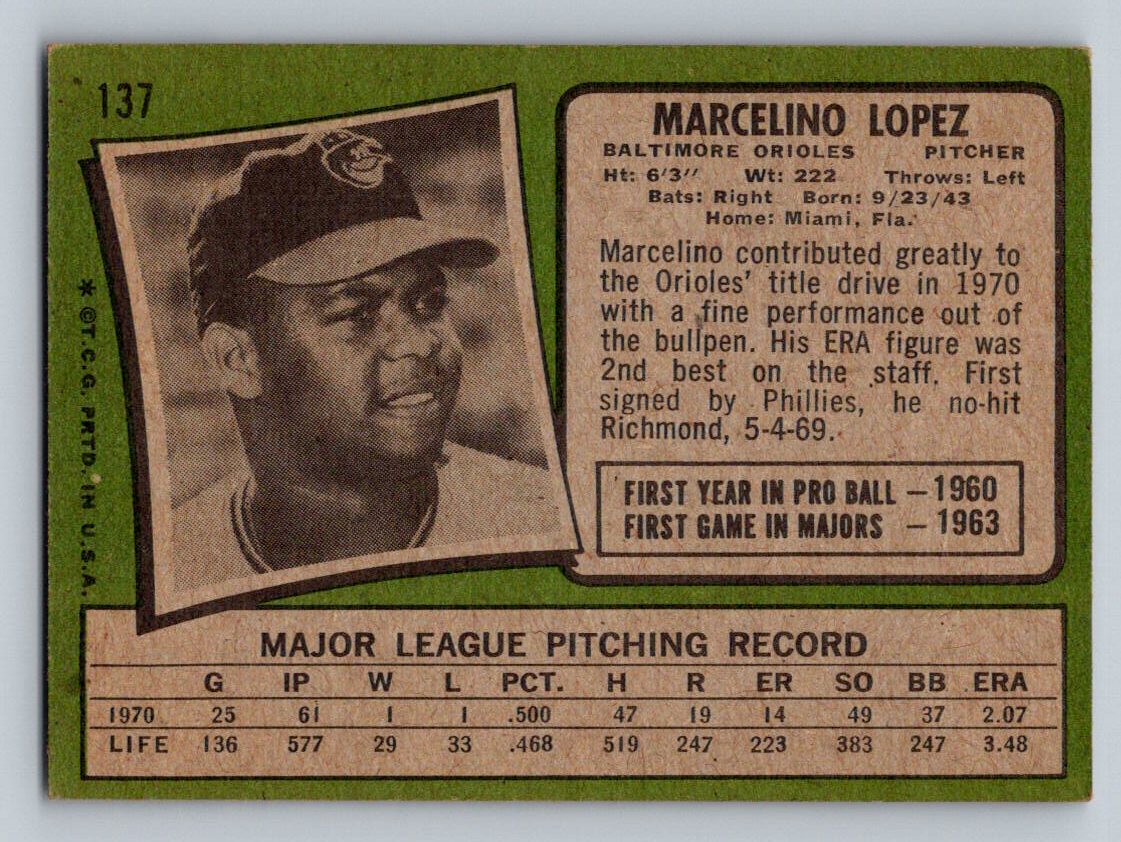 137
MARCELINO LOPEZ
BALTIMORE ORIOLES PITCHER
Ht: 6'3" Wt: 222 Throws: Left
Bats: Right Born: 9/23/43
Home: Miami, Fla.
Marcelino contributed greatly to
the Orioles' title drive in 1970
with a fine performance out of
the bullpen. His ERA figure was
2nd best on the staff. First
signed by Phillies, he no-hit
Richmond, 5-4-69.
FIRST YEAR IN PRO BALL — 1960
FIRST GAME IN MAJORS — 1963
* © T.C.G. PRTD. IN U.S.A.
MAJOR LEAGUE PITCHING RECORD
G IP W L PCT. H R ER SO BB ERA
1970 25 61 1 1 .500 47 19 14 49 37 2.07
LIFE 136 577 29 33 .468 519 247 223 383 247 3.48